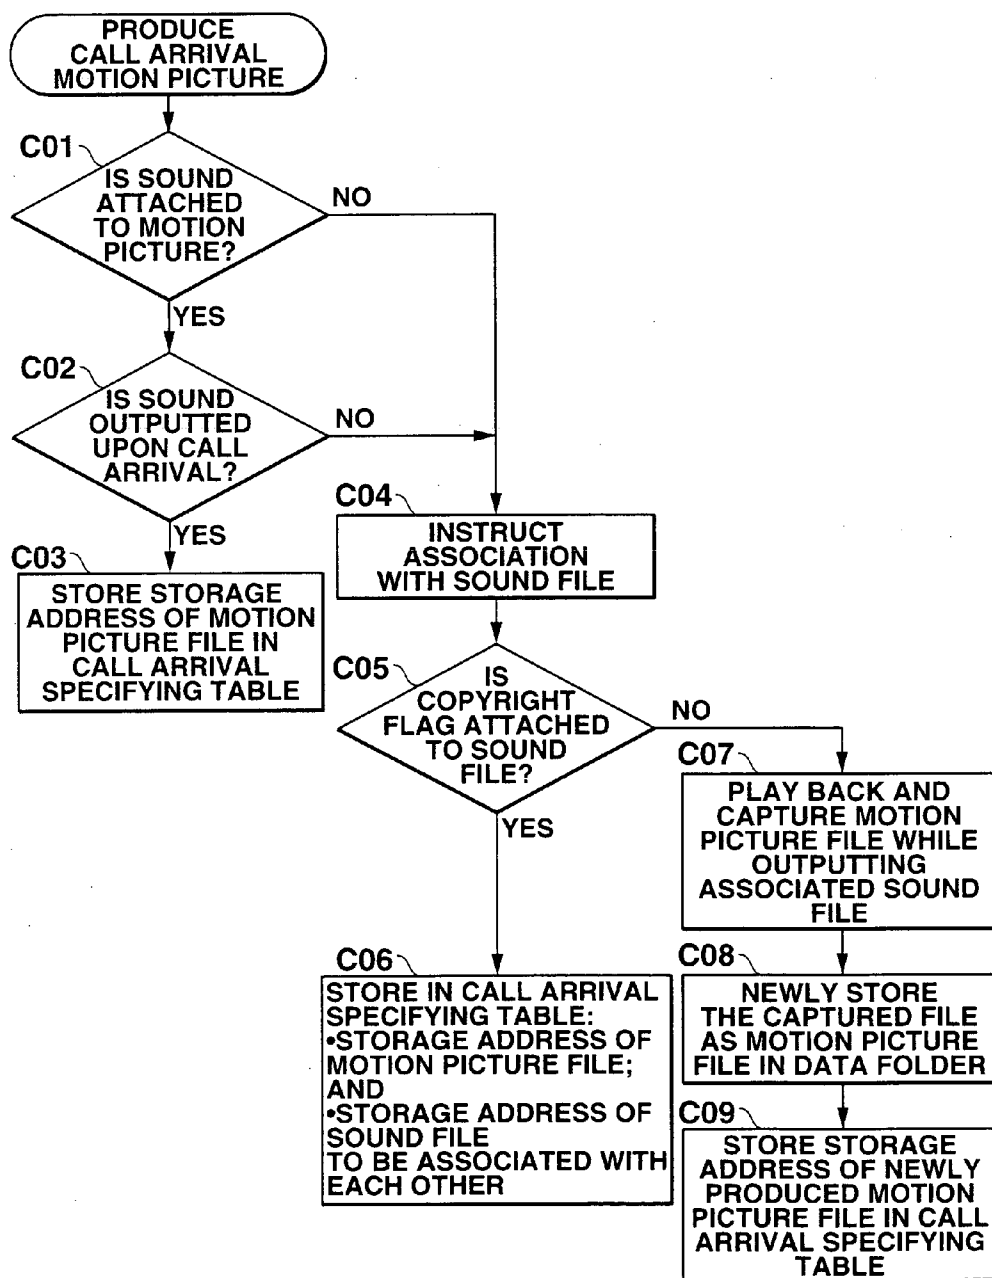 PRODUCE
CALL ARRIVAL
MOTION PICTURE
C01
IS SOUND
ATTACHED
TO MOTION
PICTURE?
NO
YES
C02
IS SOUND
OUTPUTTED
UPON CALL
ARRIVAL?
NO
YES
C03
STORE STORAGE
ADDRESS OF MOTION
PICTURE FILE IN
CALL ARRIVAL
SPECIFYING TABLE
C04
INSTRUCT
ASSOCIATION
WITH SOUND FILE
C05
IS
COPYRIGHT
FLAG ATTACHED
TO SOUND
FILE?
NO
YES
C06
STORE IN CALL ARRIVAL
SPECIFYING TABLE:
•STORAGE ADDRESS OF
MOTION PICTURE FILE;
AND
•STORAGE ADDRESS OF
SOUND FILE
TO BE ASSOCIATED WITH
EACH OTHER
C07
PLAY BACK AND
CAPTURE MOTION
PICTURE FILE WHILE
OUTPUTTING
ASSOCIATED SOUND
FILE
C08
NEWLY STORE
THE CAPTURED FILE
AS MOTION PICTURE
FILE IN DATA FOLDER
C09
STORE STORAGE
ADDRESS OF NEWLY
PRODUCED MOTION
PICTURE FILE IN CALL
ARRIVAL SPECIFYING
TABLE